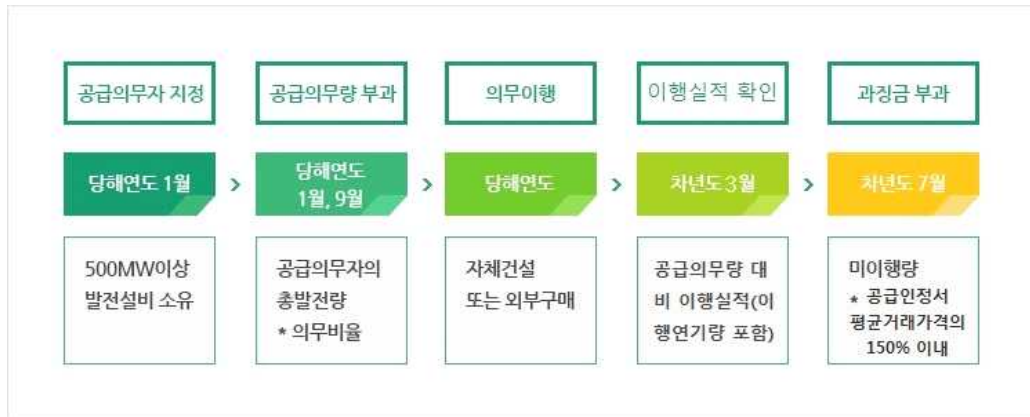 공급의무자 지정
공급의무량 부과
의무이행
이행실적 확인
과징금 부과
당해연도 1월
>
당해연도
1월, 9월
>
당해연도
>
차년도 3월
>
차년도 7월
500MW이상
발전설비 소유
공급의무자의
총발전량
* 의무비율
자체건설
또는 외부구매
공급의무량 대
비 이행실적(이
행연기량 포함)
미이행량
* 공급인정서
평균거래가격의
150% 이내